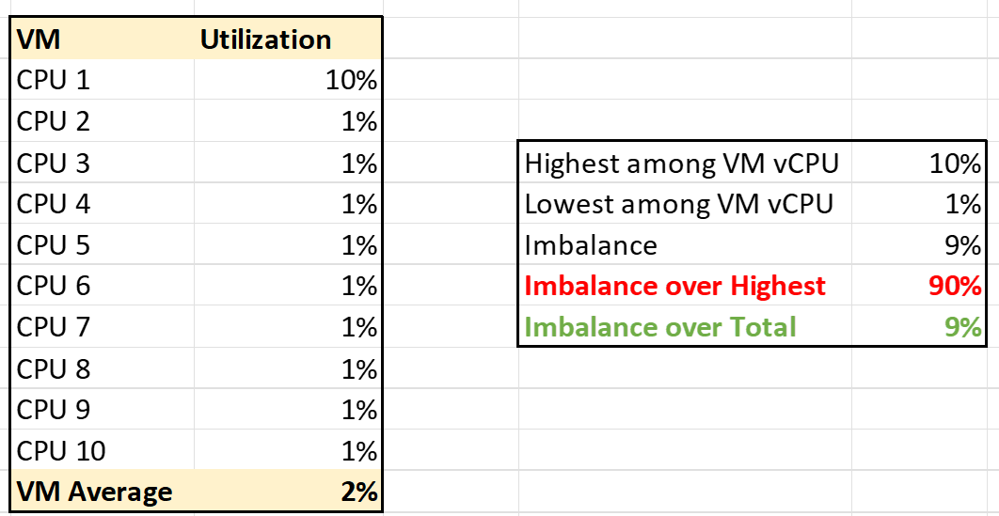 VM Utilization
CPU 1 10%
CPU 2 1%
CPU 3 1%
CPU 4 1%
CPU 5 1%
CPU 6 1%
CPU 7 1%
CPU 8 1%
CPU 9 1%
CPU 10 1%
VM Average 2%
Highest among VM vCPU 10%
Lowest among VM vCPU 1%
Imbalance 9%
Imbalance over Highest 90%
Imbalance over Total 9%